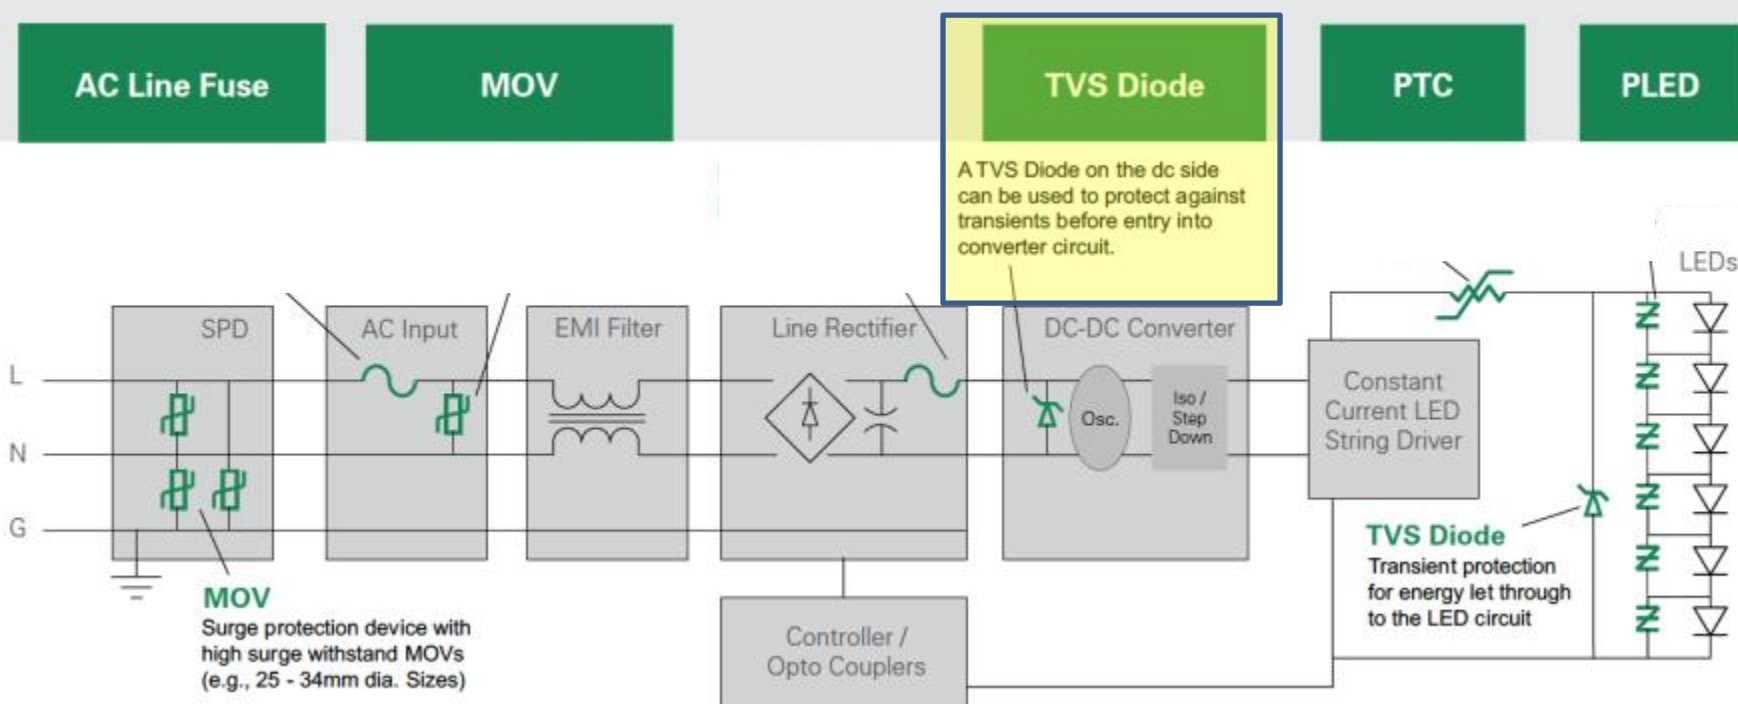 AC Line Fuse
MOV
TVS Diode
PTC
PLED
A TVS Diode on the dc side
can be used to protect against
transients before entry into
converter circuit.
LEDs
SPD
AC Input
EMI Filter
Line Rectifier
DC-DC Converter
L
N
G
Osc.
Iso /
Step
Down
Constant
Current LED
String Driver
MOV
Surge protection device with
high surge withstand MOVs
(e.g., 25 - 34mm dia. Sizes)
TVS Diode
Transient protection
for energy let through
to the LED circuit
Controller /
Opto Couplers